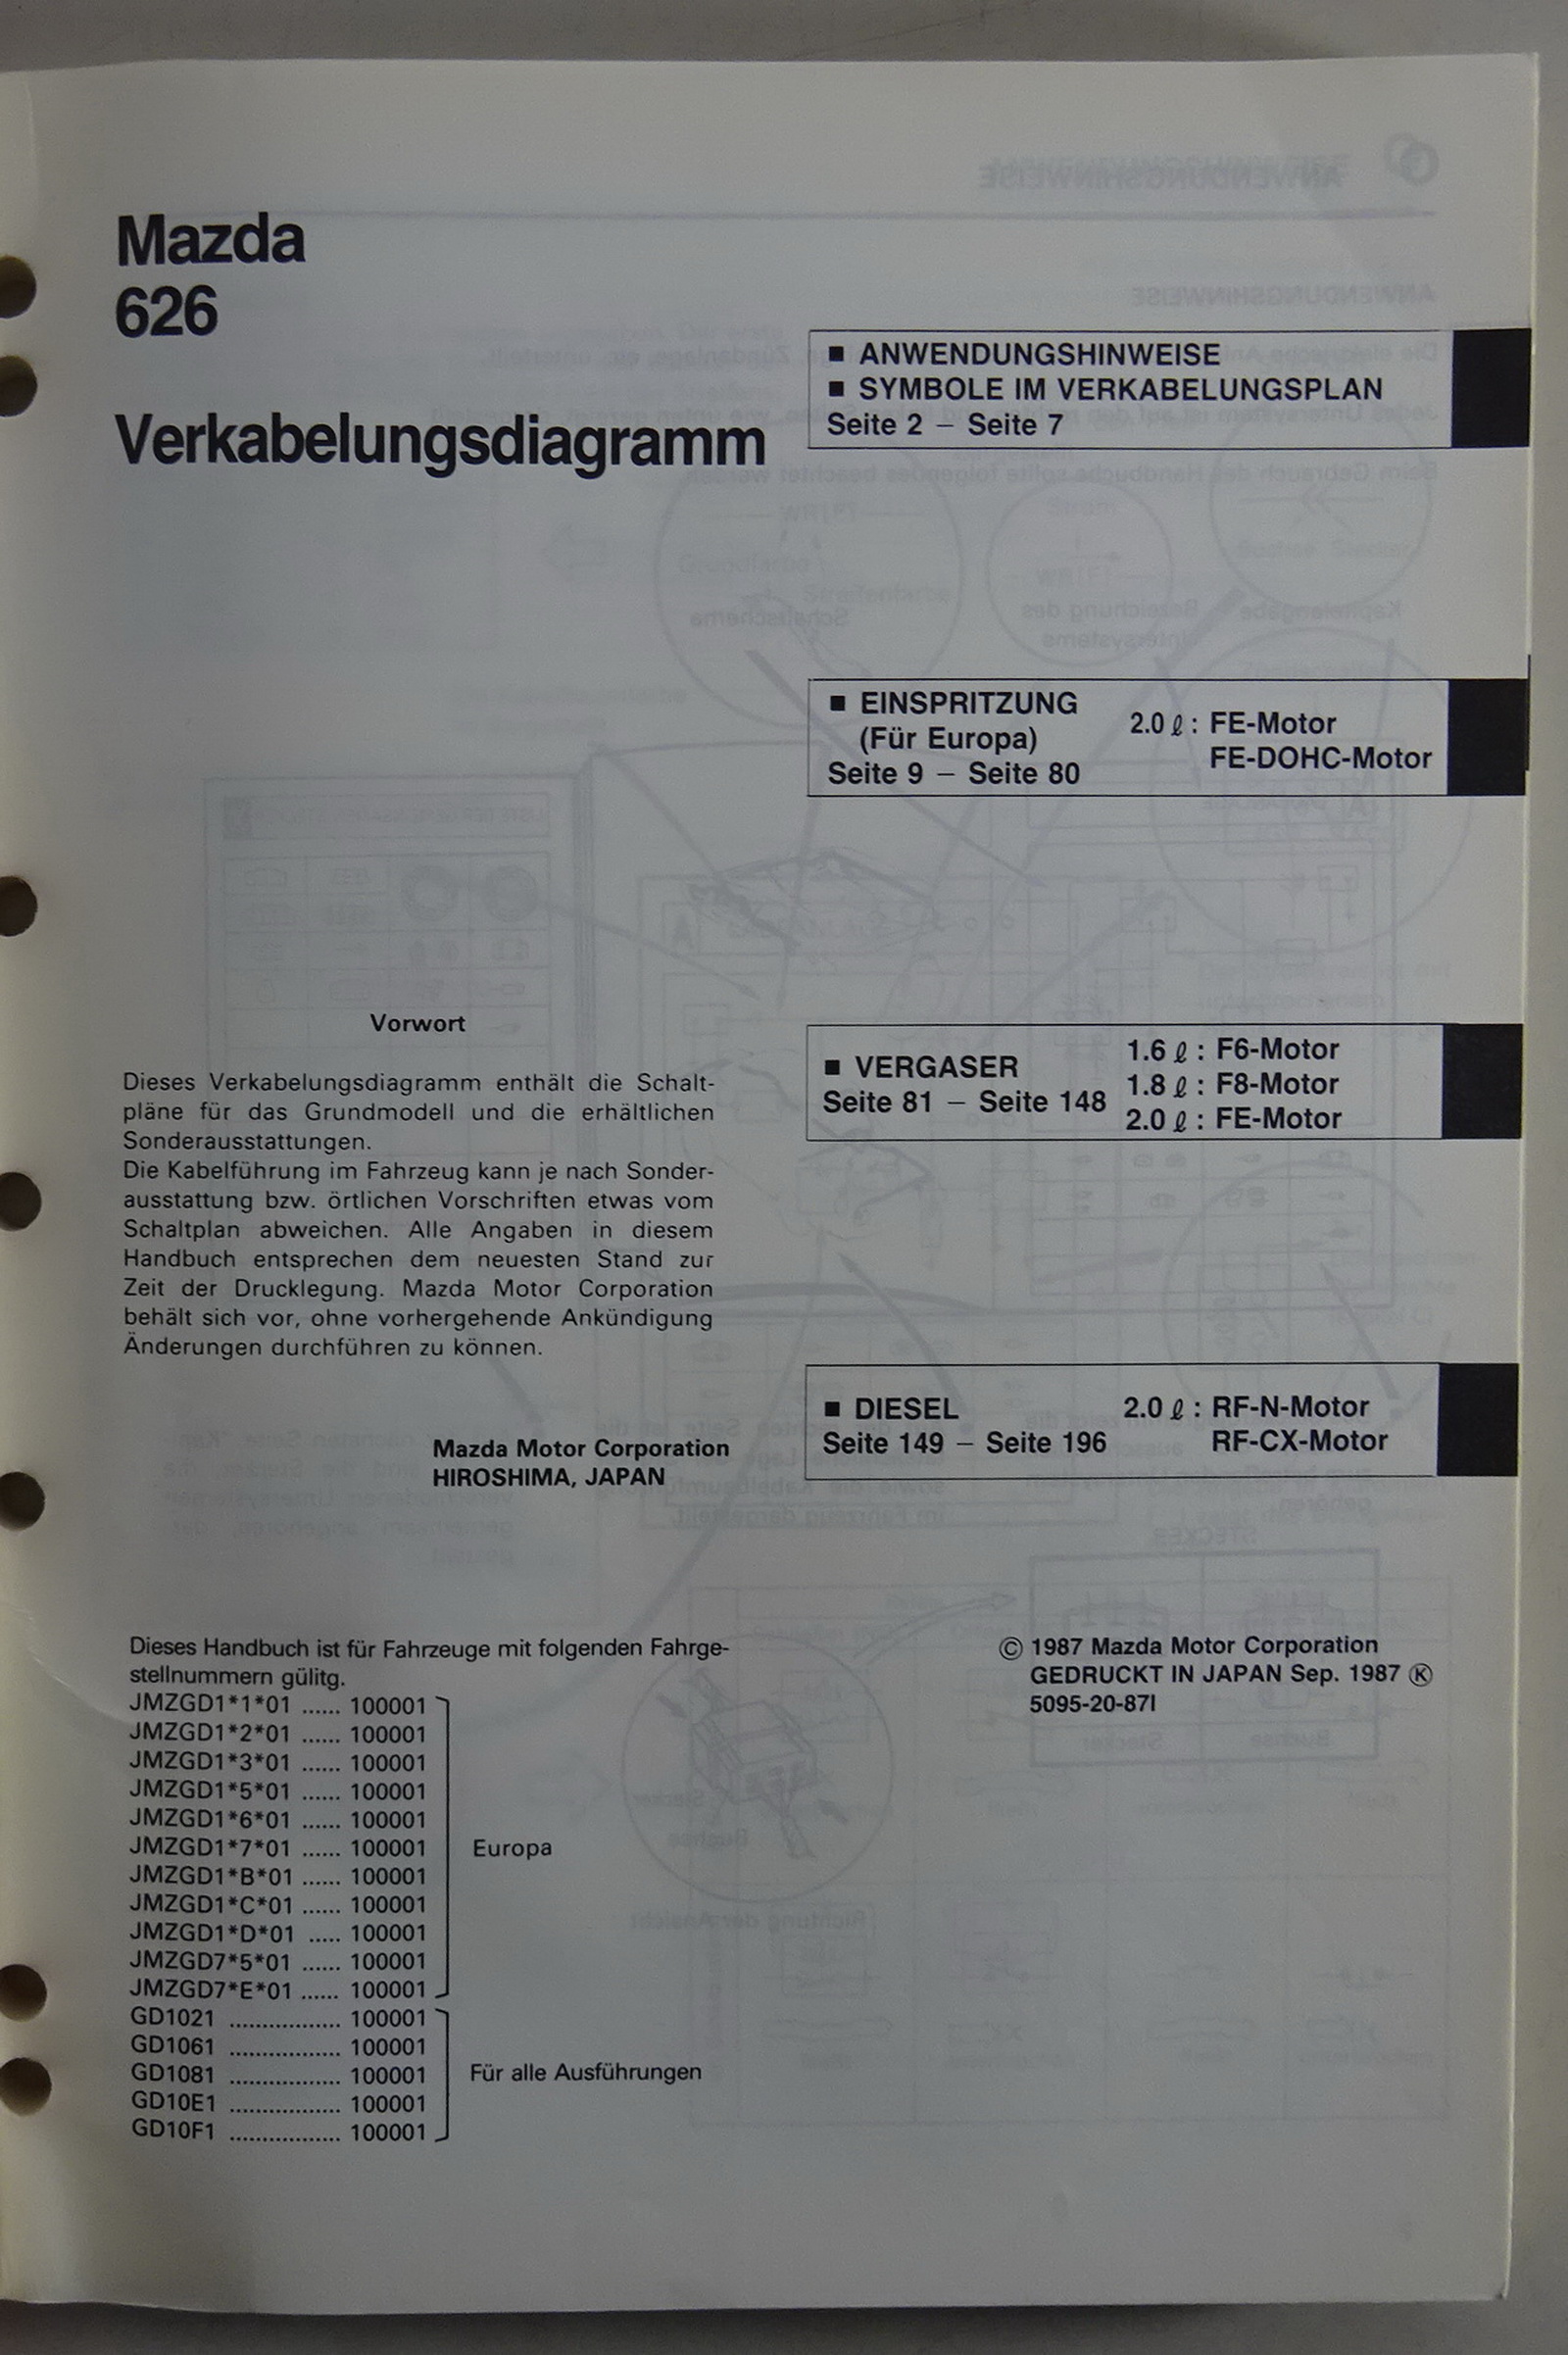 Mazda
626
Verkabelungsdiagramm
■ ANWENDUNGSHINWEISE
■ SYMBOLE IM VERKABELUNGSPLAN
Seite 2 – Seite 7
■ EINSPRITZUNG
(Für Europa)
Seite 9 – Seite 80
2.0 ℓ : FE-Motor
FE-DOHC-Motor
■ VERGASER
Seite 81 – Seite 148
1.6 ℓ : F6-Motor
1.8 ℓ : F8-Motor
2.0 ℓ : FE-Motor
■ DIESEL
Seite 149 – Seite 196
2.0 ℓ : RF-N-Motor
RF-CX-Motor
Vorwort
Dieses Verkabelungsdiagramm enthält die Schalt-
pläne für das Grundmodell und die erhältlichen
Sonderausstattungen.
Die Kabelführung im Fahrzeug kann je nach Sonder-
ausstattung bzw. örtlichen Vorschriften etwas vom
Schaltplan abweichen. Alle Angaben in diesem
Handbuch entsprechen dem neuesten Stand zur
Zeit der Drucklegung. Mazda Motor Corporation
behält sich vor, ohne vorhergehende Ankündigung
Änderungen durchführen zu können.
Mazda Motor Corporation
HIROSHIMA, JAPAN
Dieses Handbuch ist für Fahrzeuge mit folgenden Fahrge-
stellnummern gülitg.
JMZGD1*1*01 ...... 100001
JMZGD1*2*01 ...... 100001
JMZGD1*3*01 ...... 100001
JMZGD1*5*01 ...... 100001
JMZGD1*6*01 ...... 100001
JMZGD1*7*01 ...... 100001
JMZGD1*B*01 ...... 100001
JMZGD1*C*01 ...... 100001
JMZGD1*D*01 ..... 100001
JMZGD7*5*01 ...... 100001
JMZGD7*E*01 ...... 100001
Europa
GD1021 ................. 100001
GD1061 ................. 100001
GD1081 ................. 100001
GD10E1 ................. 100001
GD10F1 ................. 100001
Für alle Ausführungen
© 1987 Mazda Motor Corporation
GEDRUCKT IN JAPAN Sep. 1987 Ⓚ
5095-20-87I